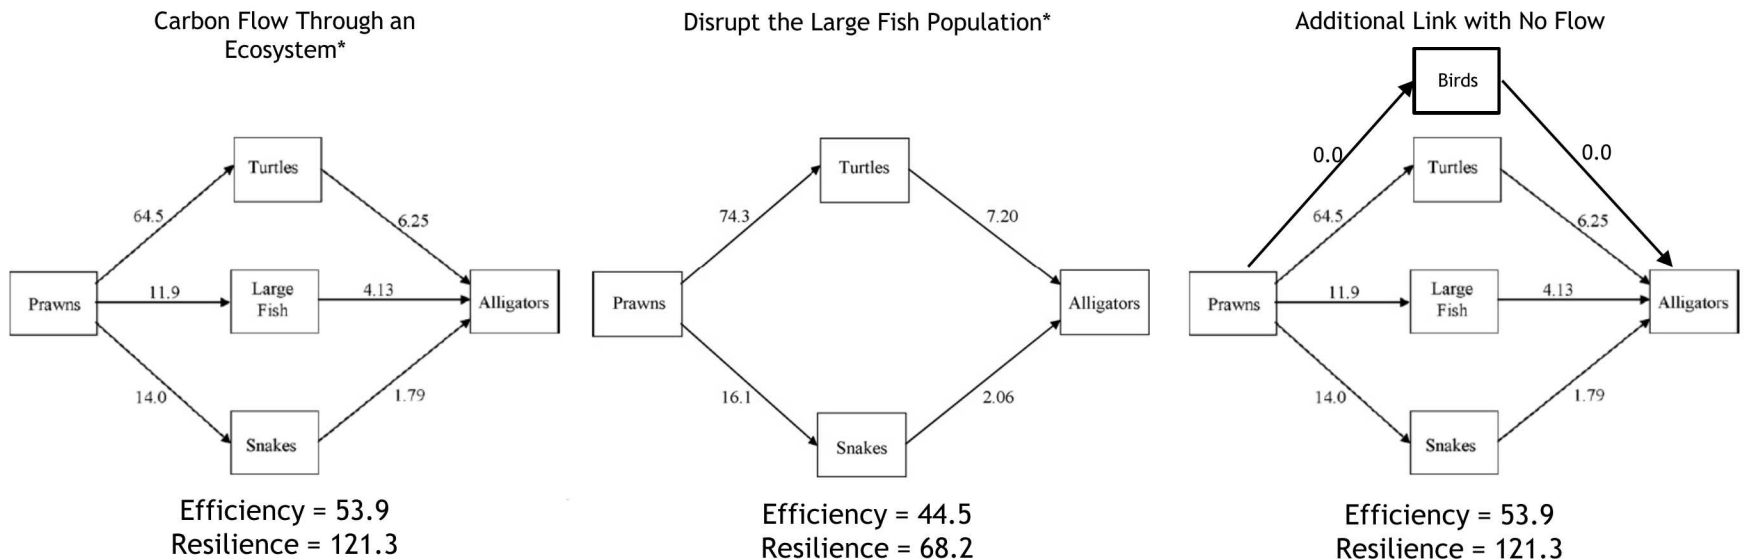 Carbon Flow Through an
Ecosystem*
Turtles
64.5
6.25
Prawns
11.9
Large
Fish
4.13
Alligators
14.0
1.79
Snakes
Efficiency = 53.9
Resilience = 121.3
Disrupt the Large Fish Population*
Turtles
74.3
7.20
Prawns
Alligators
16.1
2.06
Snakes
Efficiency = 44.5
Resilience = 68.2
Additional Link with No Flow
Birds
0.0
0.0
Turtles
64.5
6.25
Prawns
11.9
Large
Fish
4.13
Alligators
14.0
1.79
Snakes
Efficiency = 53.9
Resilience = 121.3